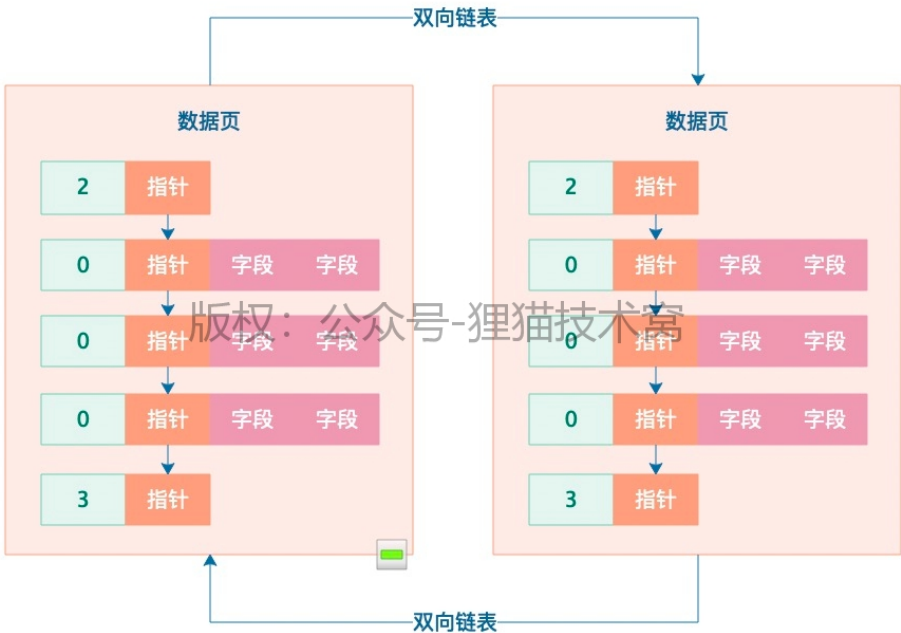 双向链表
数据页 数据页
2 指针 2 指针
0 指针 字段 字段 0 指针 字段 字段
0 指针 字段 字段 0 指针 字段 字段
版权：公众号-狸猫技术窝
0 指针 字段 字段 0 指针 字段 字段
3 指针 3 指针
双向链表